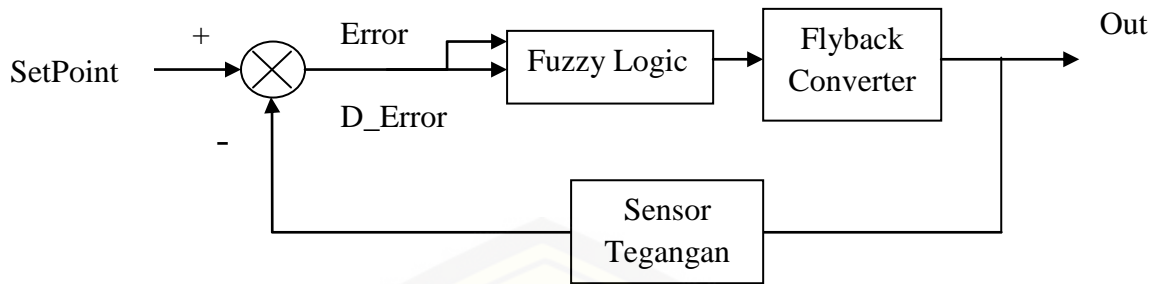 SetPoint
+
-
Error
D_Error
Fuzzy Logic
Flyback
Converter
Out
Sensor
Tegangan